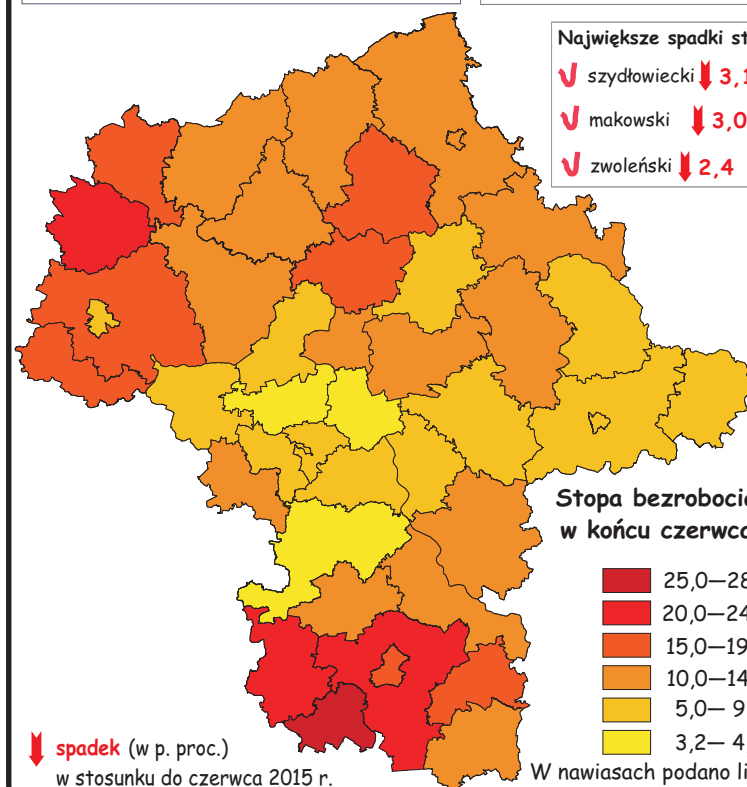 Największe spadki st
szydłowiecki 3,1
makowski 3,0
zwoleński 2,4
Stopa bezrobocia
w końcu czerwca
25,0—28
20,0—24
15,0—19
10,0—14
5,0— 9
3,2— 4
spadek (w p. proc.)
w stosunku do czerwca 2015 r.
W nawiasach podano li